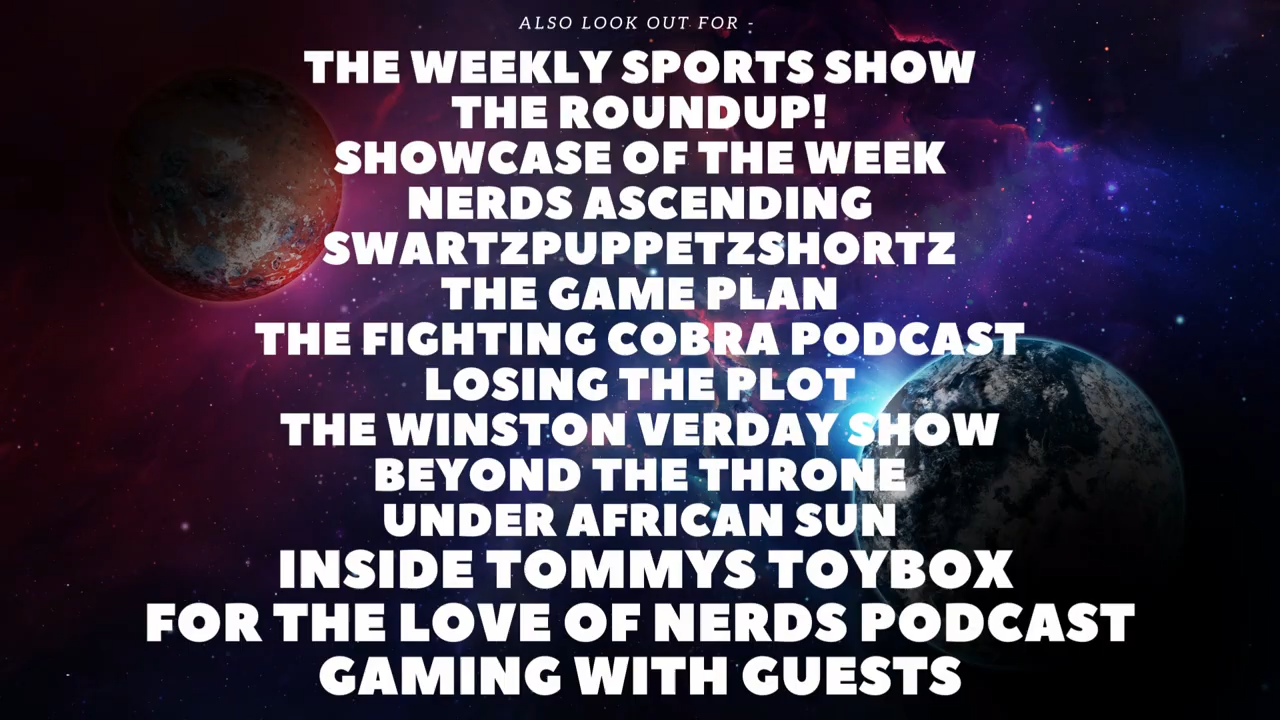 ALSO LOOK OUT FOR -
THE WEEKLY SPORTS SHOW
THE ROUNDUP!
SHOWCASE OF THE WEEK
NERDS ASCENDING
SWARTZPUPPETZSHORTZ
THE GAME PLAN
THE FIGHTING COBRA PODCAST
LOSING THE PLOT
THE WINSTON VERDAY SHOW
BEYOND THE THRONE
UNDER AFRICAN SUN
INSIDE TOMMYS TOYBOX
FOR THE LOVE OF NERDS PODCAST
GAMING WITH GUESTS